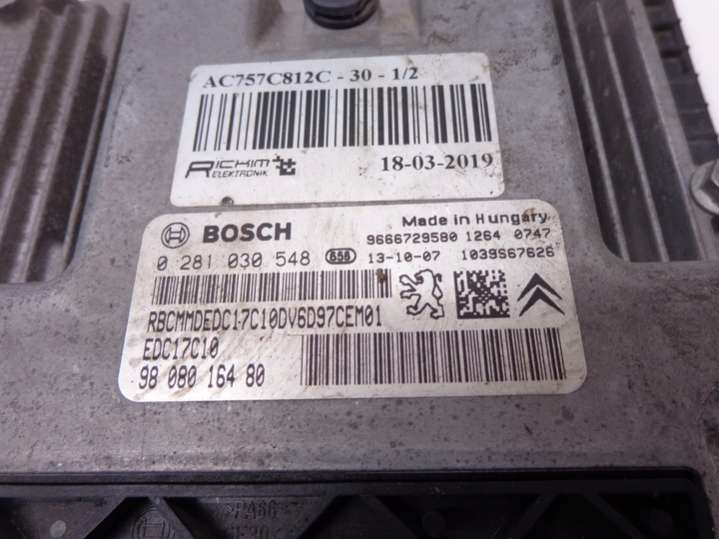 AC757C812C - 30 - 1/2
RICHIM
ELEKTRONIK
18-03-2019
BOSCH
Made in Hungary
9666729580 1264 0747
0 281 030 548 656 13-10-07 1039S67626
RBCMMDEDC17C10DV6D97CEM01
EDC17C10
98 080 164 80